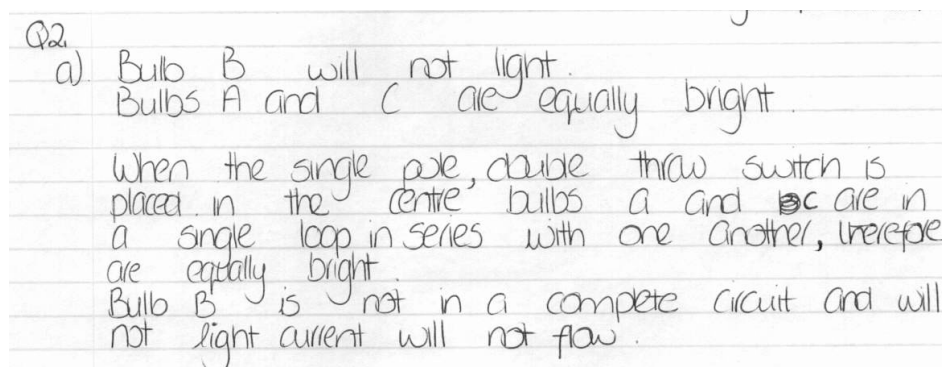 Q2.
a) Bulb B will not light.
Bulbs A and C are equally bright.
When the single pole, double throw switch is
placed in the centre bulbs a and c are in
a single loop in series with one another, therefore
are equally bright.
Bulb B is not in a complete circuit and will
not light current will not flow.